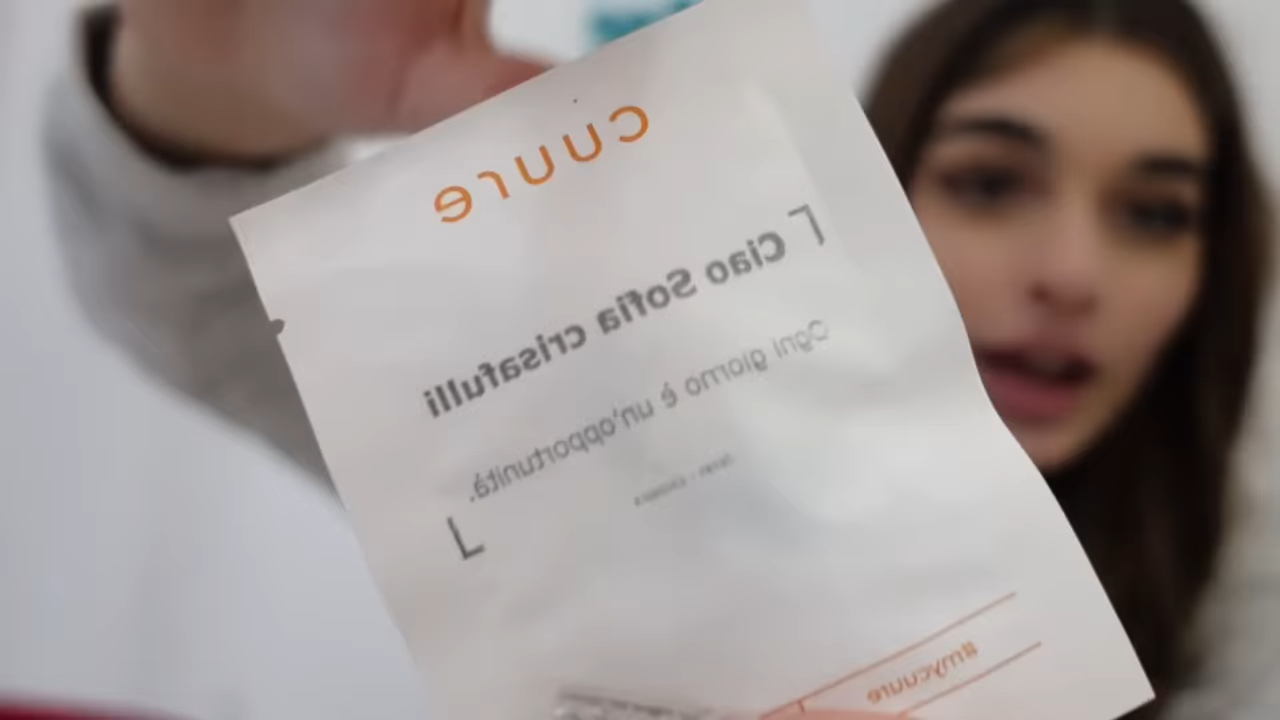 cuure
Ciao Sofia crisafulli
Ogni giorno è un'opportunità.
#mycuure